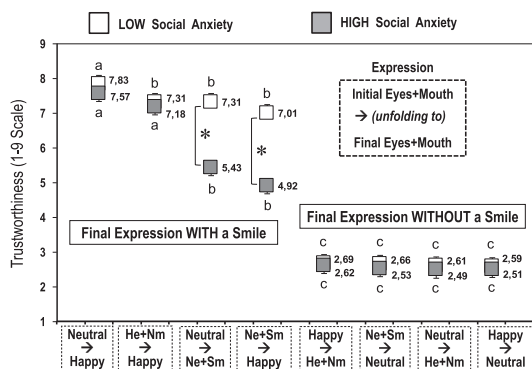 LOW Social Anxiety
HIGH Social Anxiety
Trustworthiness (1-9 Scale)
9
8
7
6
5
4
3
2
1
a
7,83
7,57
a
b
7,31
7,18
a
b
7,31
*
5,43
b
b
7,01
*
4,92
b
Expression
Initial Eyes+Mouth
→ (unfolding to)
Final Eyes+Mouth
Final Expression WITH a Smile
Final Expression WITHOUT a Smile
c
2,69
2,62
c
c
2,66
2,53
c
c
2,61
2,49
c
c
2,59
2,51
c
Neutral
→
Happy
He+Nm
→
Happy
Neutral
→
Ne+Sm
Ne+Sm
→
Happy
Happy
→
He+Nm
Ne+Sm
→
Neutral
Neutral
→
He+Nm
Happy
→
Neutral